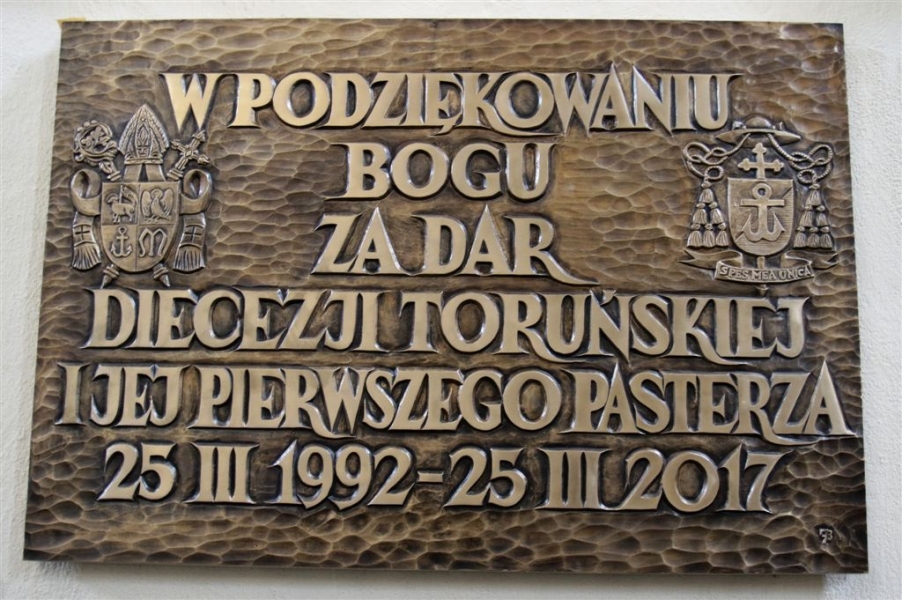 W PODZIĘKOWANIU
BOGU
ZA DAR
SPES MEA UNICA
DIECEZJI TORUŃSKIEJ
I JEJ PIERWSZEGO PASTERZA
25 III 1992-25 III 2017